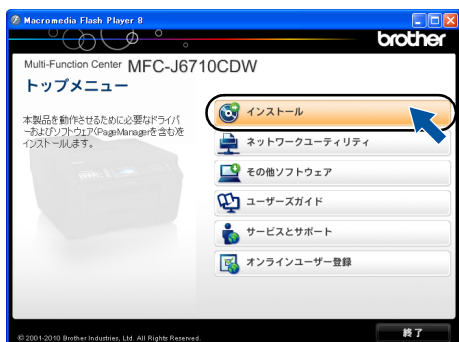 Macromedia Flash Player 8
brother
Multi-Function Center MFC-J6710CDW
トップメニュー
本製品を動作させるために必要なドライバ
ーおよびソフトウェア(PageManagerを含む)を
インストールします。
インストール
ネットワークユーティリティ
その他ソフトウェア
ユーザーズガイド
サービスとサポート
オンラインユーザー登録
© 2001-2010 Brother Industries, Ltd. All Rights Reserved.
終了